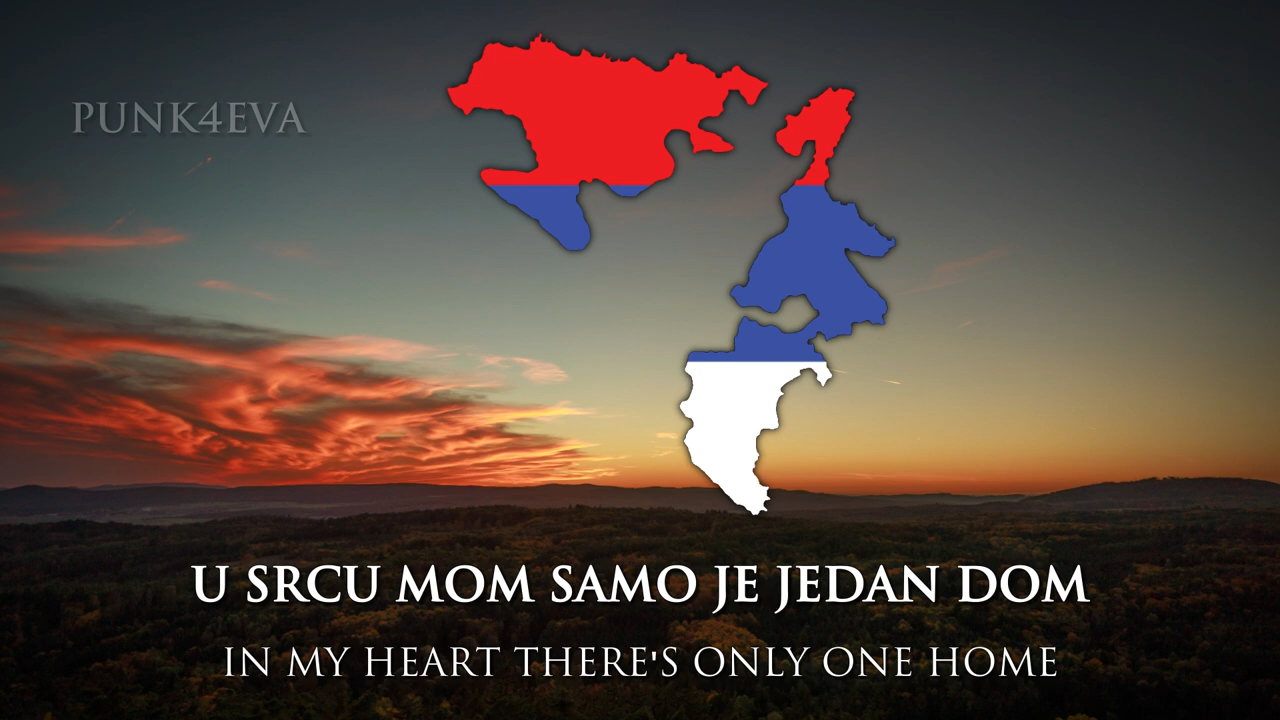 PUNK4EVA
U SRCU MOM SAMO JE JEDAN DOM
IN MY HEART THERE'S ONLY ONE HOME